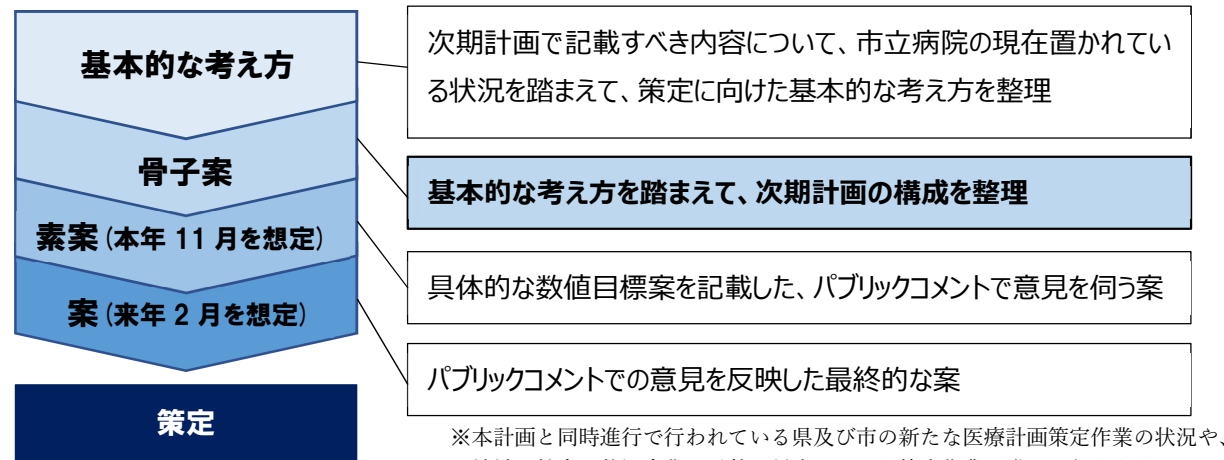 基本的な考え方
次期計画で記載すべき内容について、市立病院の現在置かれてい
る状況を踏まえて、策定に向けた基本的な考え方を整理
骨子案
基本的な考え方を踏まえて、次期計画の構成を整理
素案(本年 11 月を想定)
具体的な数値目標案を記載した、パブリックコメントで意見を伺う案
案(来年 2 月を想定)
パブリックコメントでの意見を反映した最終的な案
策定
※本計画と同時進行で行われている県及び市の新たな医療計画策定作業の状況や、